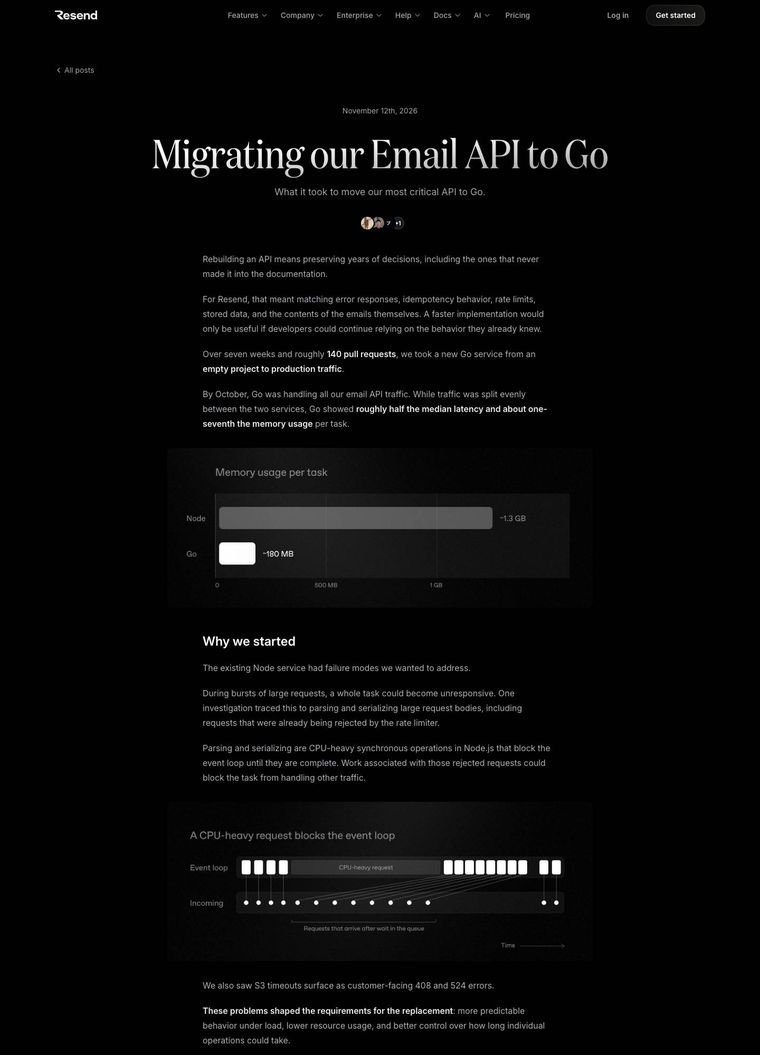 Resend
Features
Company
Enterprise
Help
Docs
AI
Pricing
Log in
Get started
All posts
November 12th, 2026
Migrating our Email API to Go
What it took to move our most critical API to Go.
+1
Rebuilding an API means preserving years of decisions, including the ones that never
made it into the documentation.
For Resend, that meant matching error responses, idempotency behavior, rate limits,
stored data, and the contents of the emails themselves. A faster implementation would
only be useful if developers could continue relying on the behavior they already knew.
Over seven weeks and roughly 140 pull requests, we took a new Go service from an
empty project to production traffic.
By October, Go was handling all our email API traffic. While traffic was split evenly
between the two services, Go showed roughly half the median latency and about one-
seventh the memory usage per task.
Memory usage per task
Node
~1.3 GB
Go
~180 MB
0
500 MB
1 GB
Why we started
The existing Node service had failure modes we wanted to address.
During bursts of large requests, a whole task could become unresponsive. One
investigation traced this to parsing and serializing large request bodies, including
requests that were already being rejected by the rate limiter.
Parsing and serializing are CPU-heavy synchronous operations in Node.js that block the
event loop until they are complete. Work associated with those rejected requests could
block the task from handling other traffic.
A CPU-heavy request blocks the event loop
Event loop
CPU-heavy request
Incoming
Requests that arrive after wait in the queue
Time
We also saw S3 timeouts surface as customer-facing 408 and 524 errors.
These problems shaped the requirements for the replacement: more predictable
behavior under load, lower resource usage, and better control over how long individual
operations could take.